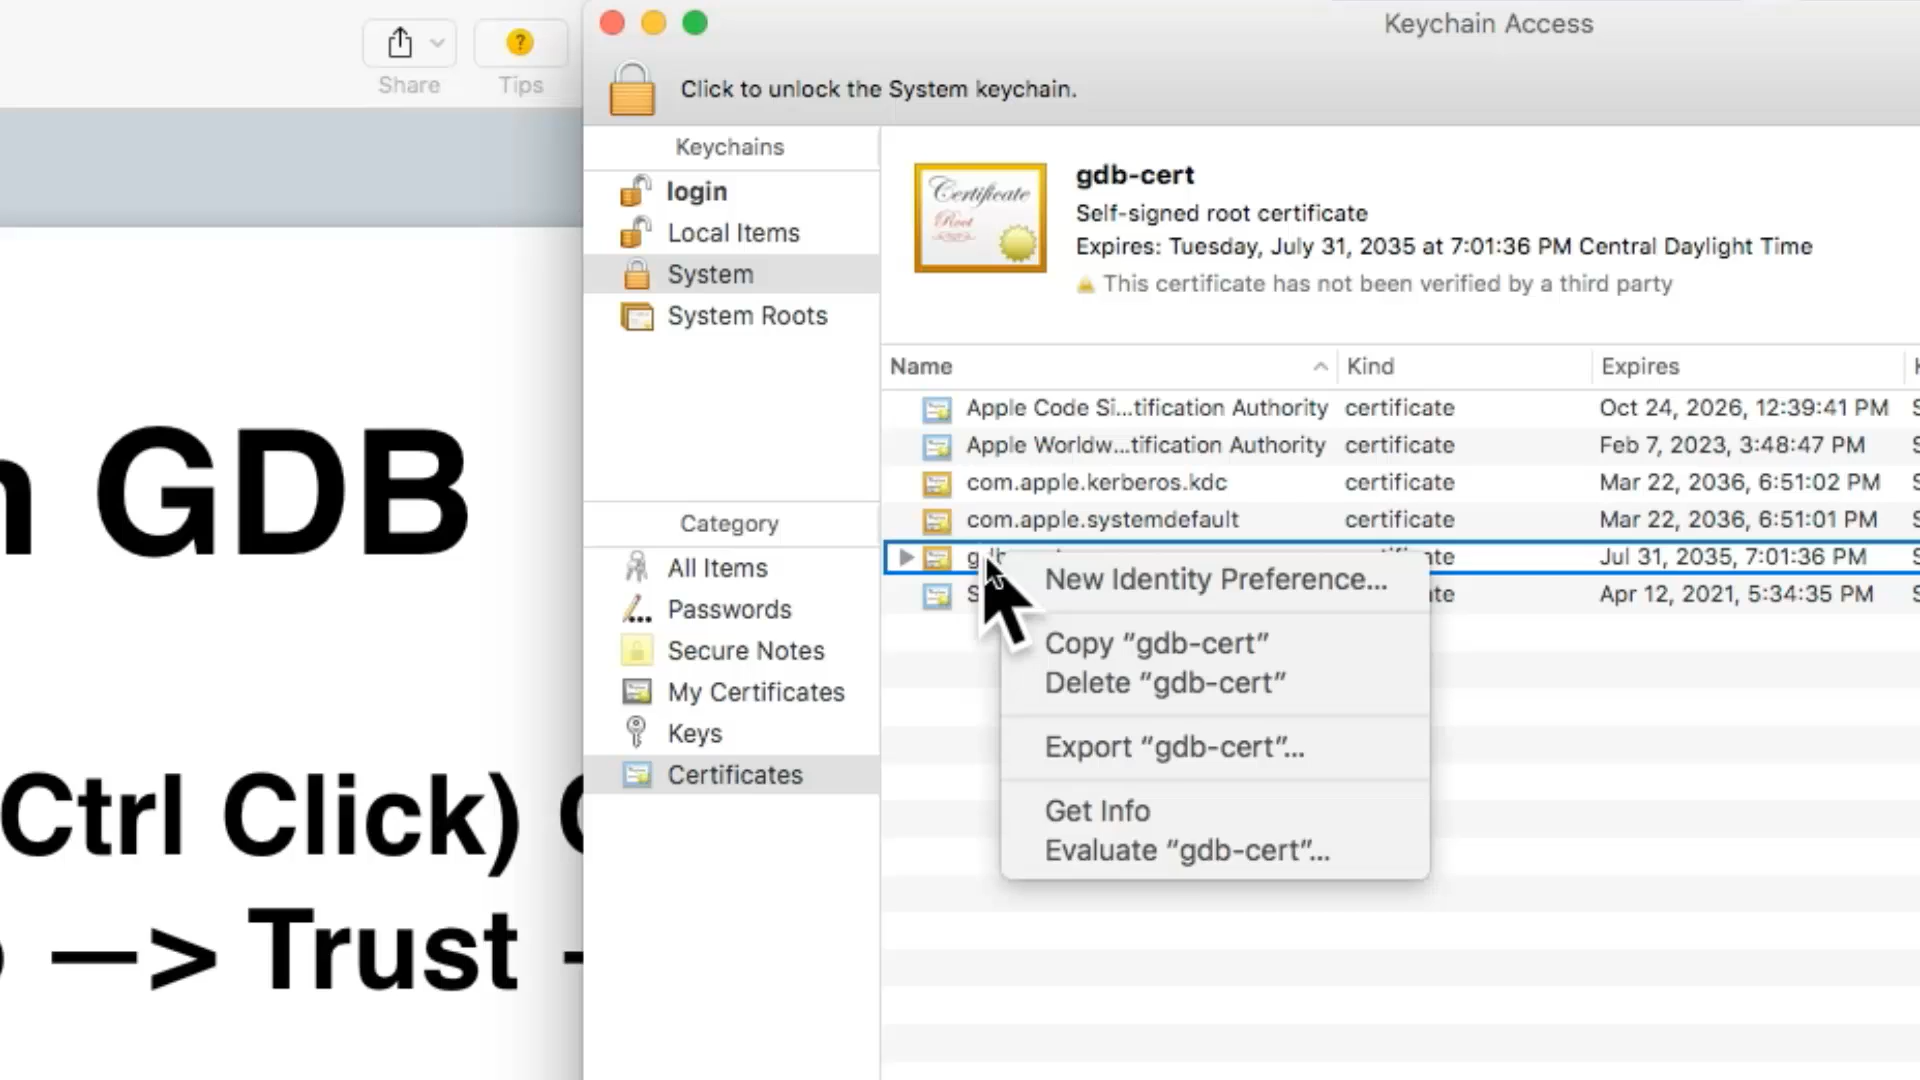 Share
Tips
GDB
Ctrl Click)
—> Trust
Keychain Access
Click to unlock the System keychain.
Keychains
login
Local Items
System
System Roots
Category
All Items
Passwords
Secure Notes
My Certificates
Keys
Certificates
Certificate
Root
gdb-cert
Self-signed root certificate
Expires: Tuesday, July 31, 2035 at 7:01:36 PM Central Daylight Time
This certificate has not been verified by a third party
Name Kind Expires
Apple Code Si...tification Authority certificate Oct 24, 2026, 12:39:41 PM
Apple Worldw...tification Authority certificate Feb 7, 2023, 3:48:47 PM
com.apple.kerberos.kdc certificate Mar 22, 2036, 6:51:02 PM
com.apple.systemdefault certificate Mar 22, 2036, 6:51:01 PM
Jul 31, 2035, 7:01:36 PM
Apr 12, 2021, 5:34:35 PM
New Identity Preference...
Copy “gdb-cert”
Delete “gdb-cert”
Export “gdb-cert”...
Get Info
Evaluate “gdb-cert”...